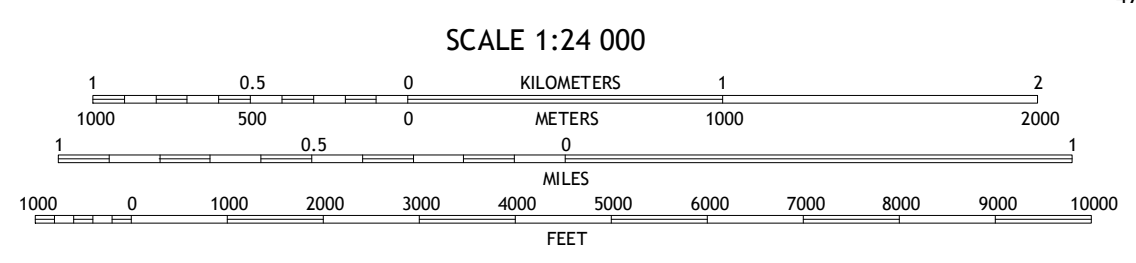 SCALE 1:24 000
1 0.5 0 KILOMETERS 1 2
1000 500 0 METERS 1000 2000
1 0.5 0 1
MILES
1000 0 1000 2000 3000 4000 5000 6000 7000 8000 9000 10000
FEET